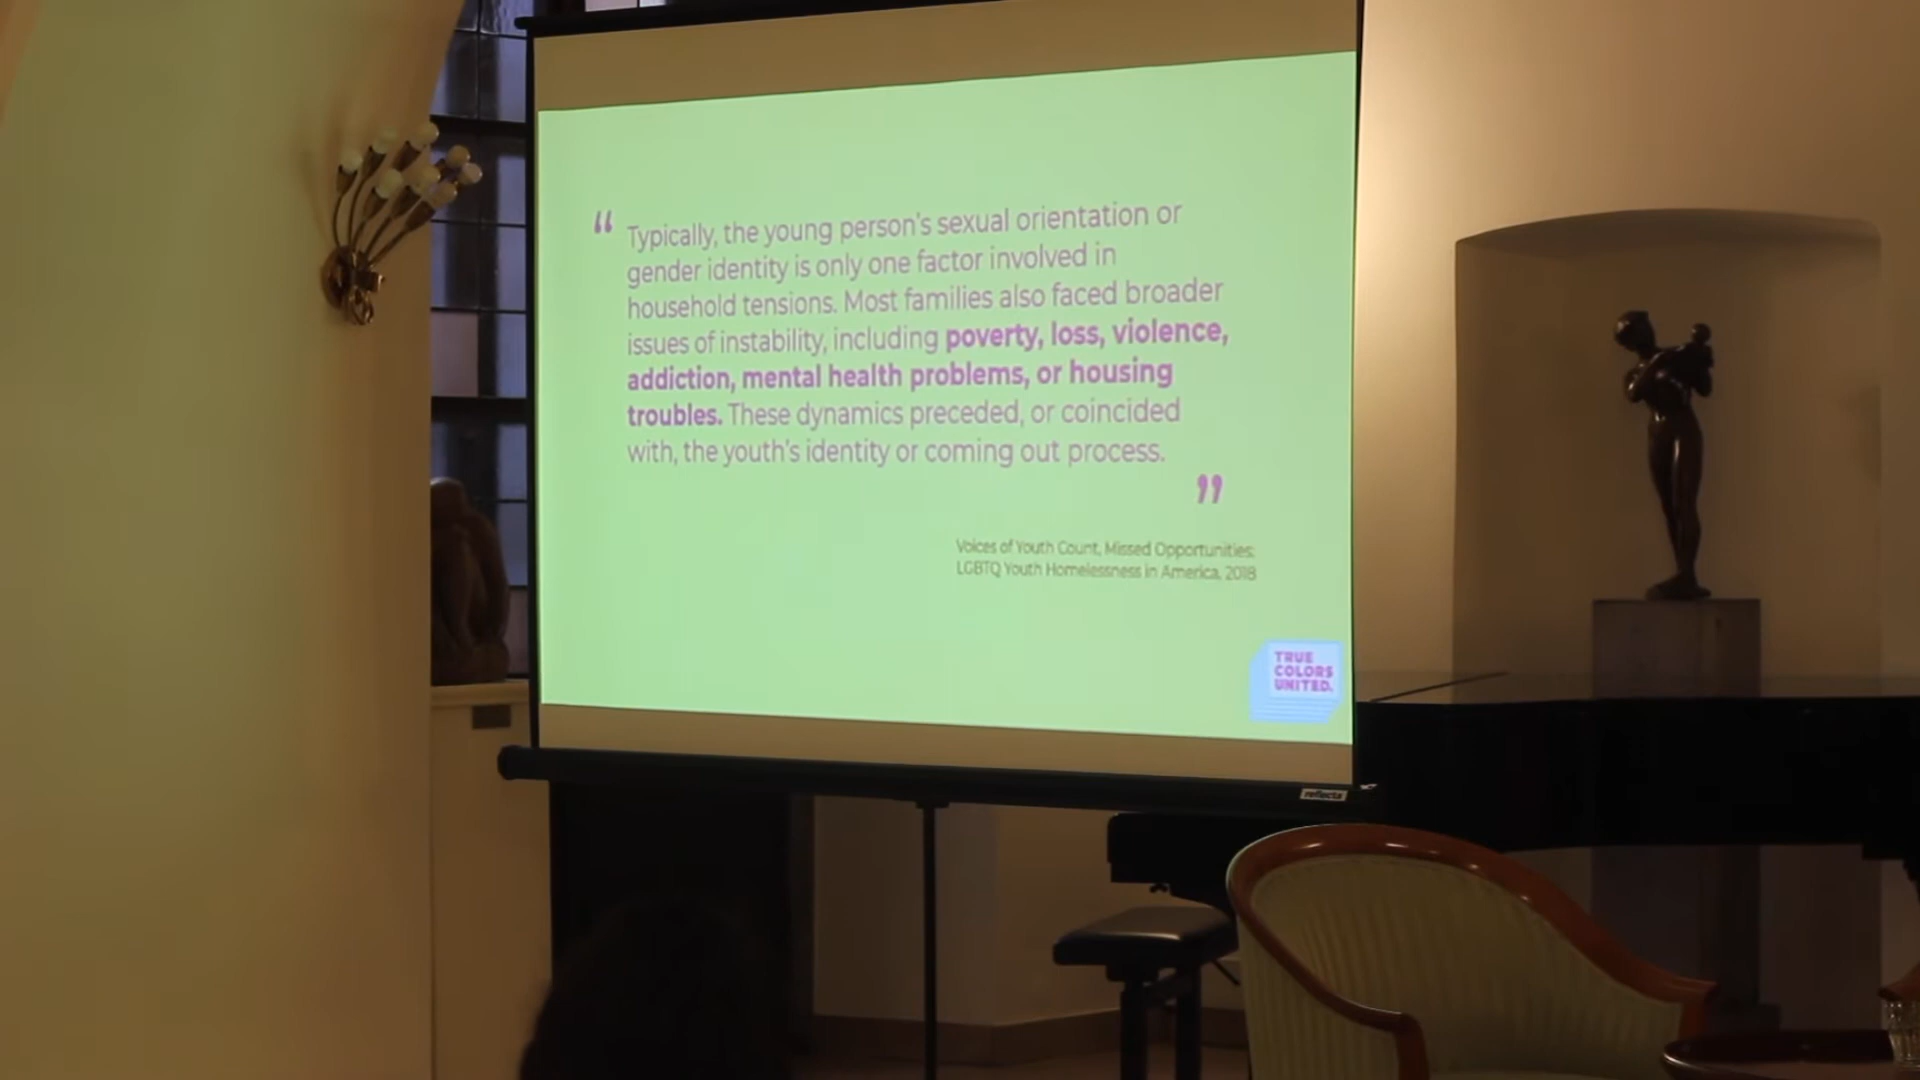 “ Typically, the young person's sexual orientation or
gender identity is only one factor involved in
household tensions. Most families also faced broader
issues of instability, including poverty, loss, violence,
addiction, mental health problems, or housing
troubles. These dynamics preceded, or coincided
with, the youth's identity or coming out process.
”
Voices of Youth Count, Missed Opportunities:
LGBTQ Youth Homelessness in America, 2018
TRUE
COLORS
UNITED.
reflecta